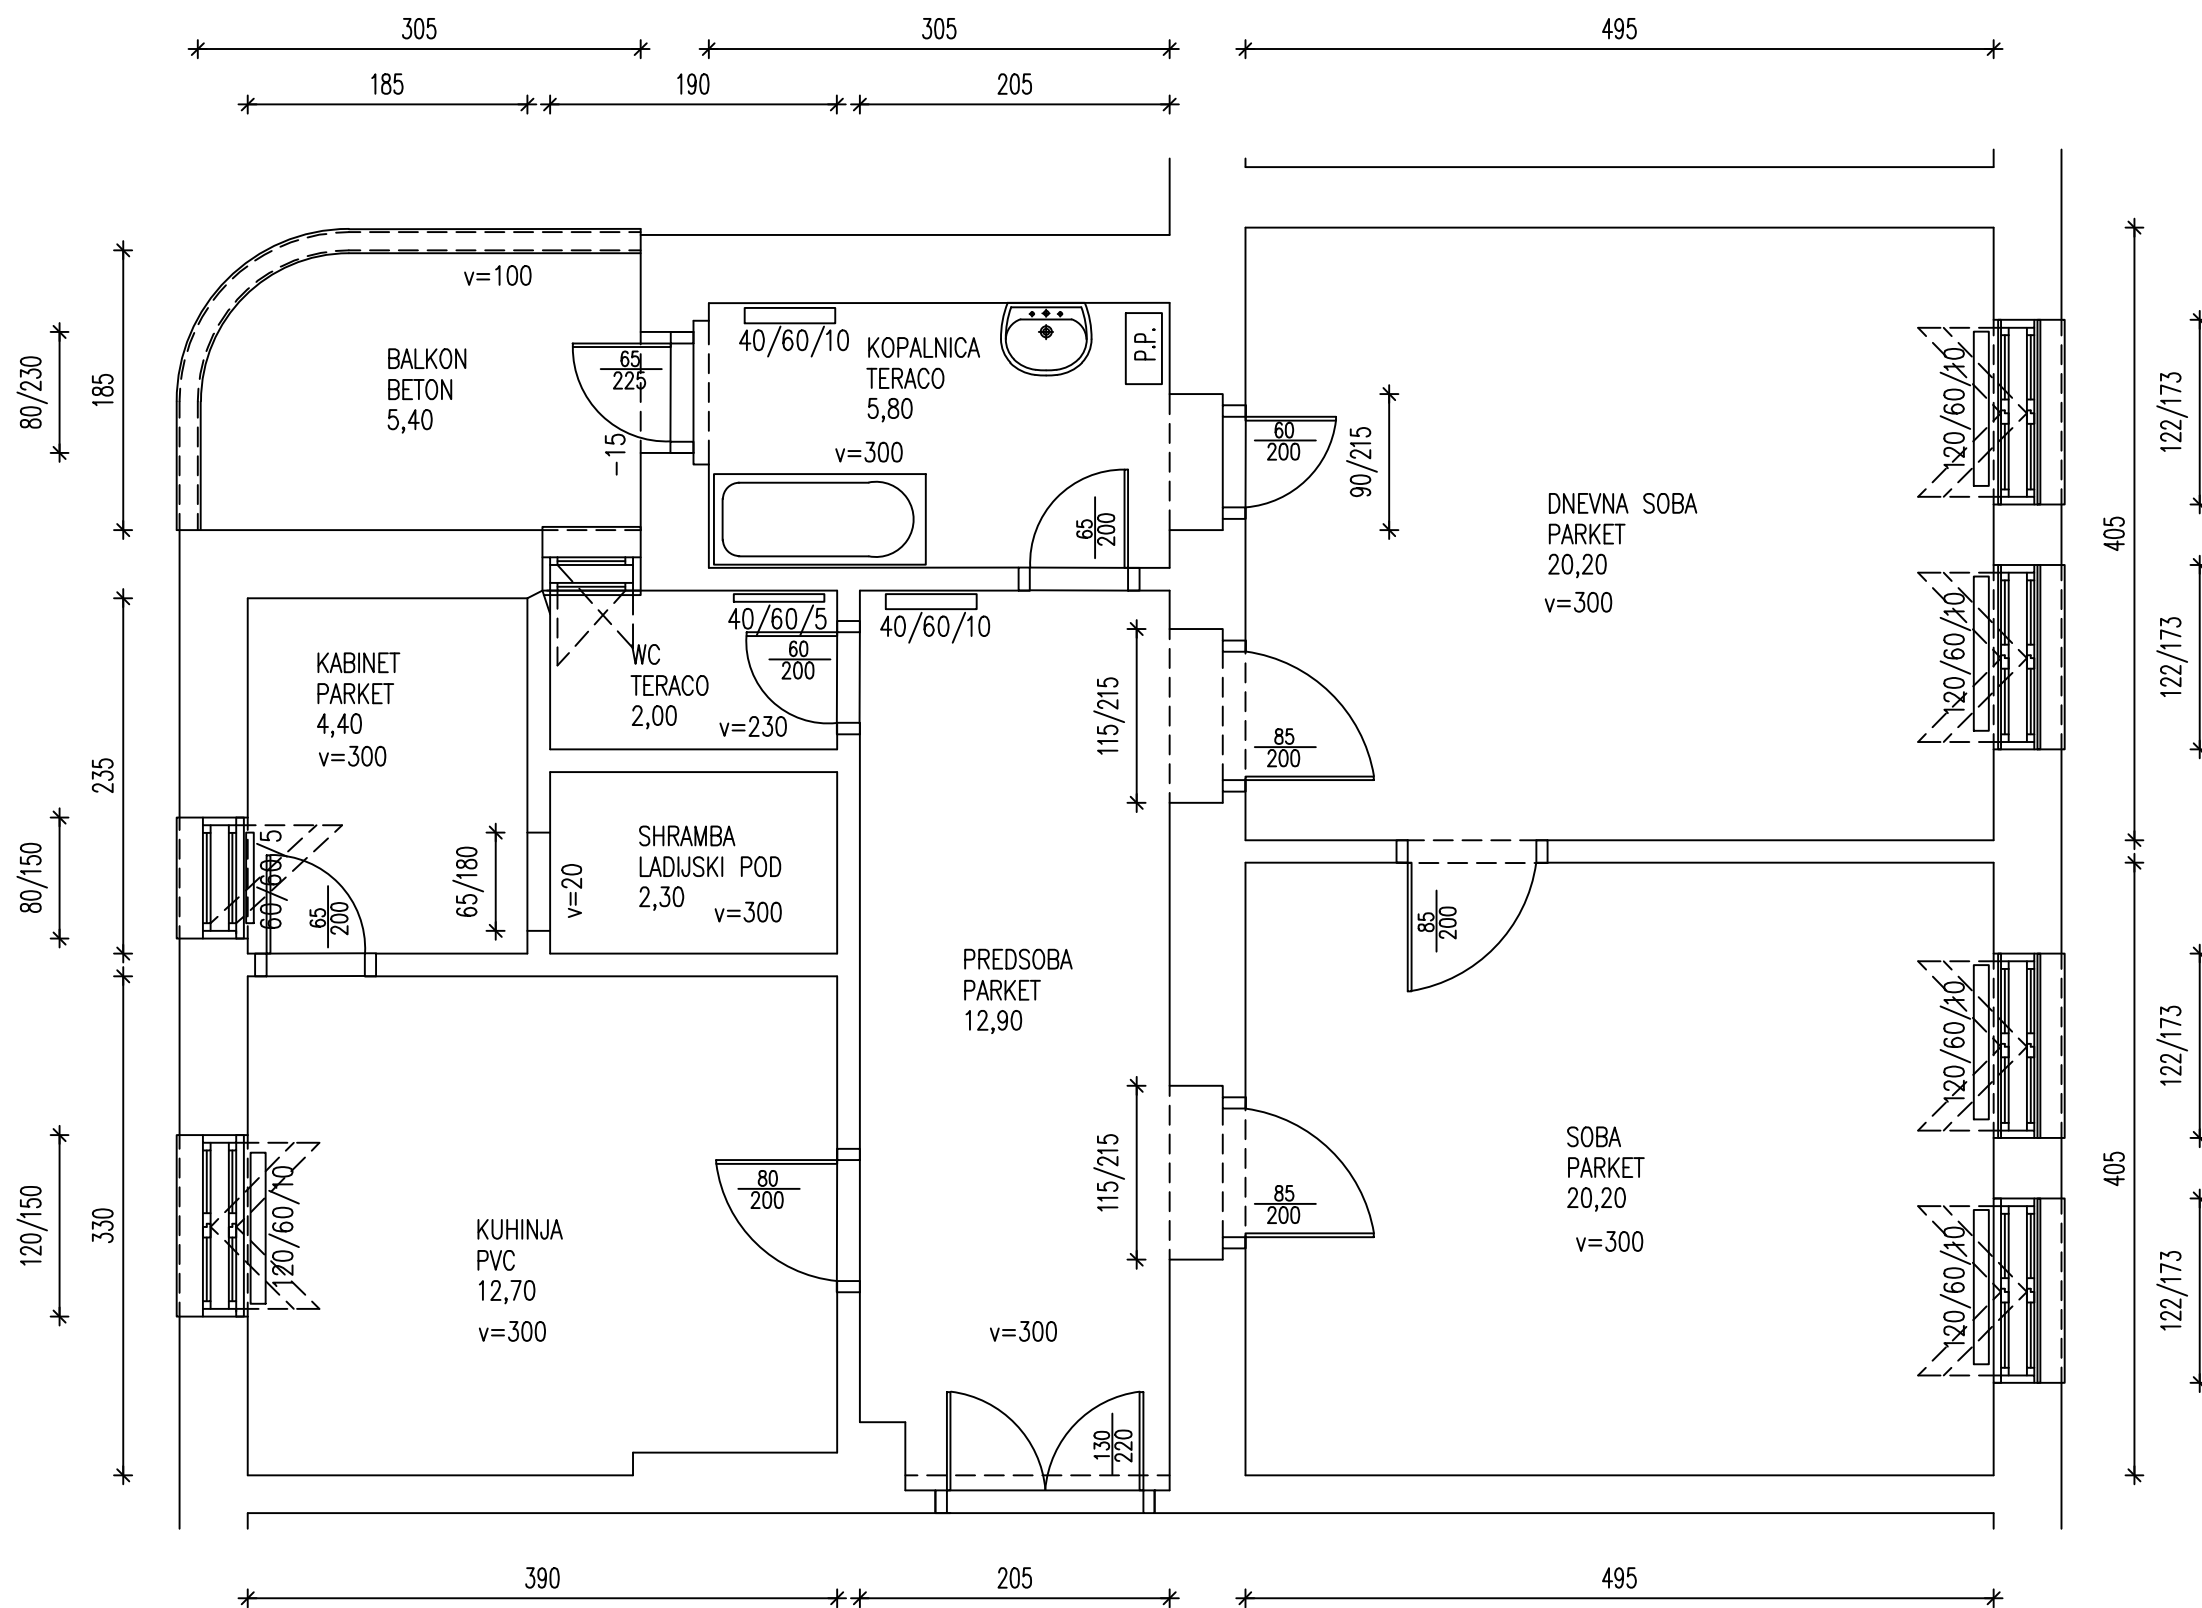 305
305
495
185
190
205
v=100
BALKON
BETON
5,40
80/230
185
65
225
-15
40/60/10
KOPALNICA
TERACO
5,80
v=300
P.P.
65
200
60
200
90/215
DNEVNA SOBA
PARKET
20,20
v=300
120/60/10
122/173
120/60/10
122/173
405
KABINET
PARKET
4,40
v=300
235
80/150
60/60/5
65
200
65/180
WC
TERACO
2,00
v=230
40/60/5
60
200
40/60/10
115/215
85
200
SHRAMBA
LADIJSKI POD
2,30
v=300
v=20
PREDSOBA
PARKET
12,90
v=300
85
200
115/215
85
200
SOBA
PARKET
20,20
v=300
120/60/10
122/173
120/60/10
122/173
405
120/150
330
120/60/10
KUHINJA
PVC
12,70
v=300
80
200
130
220
390
205
495